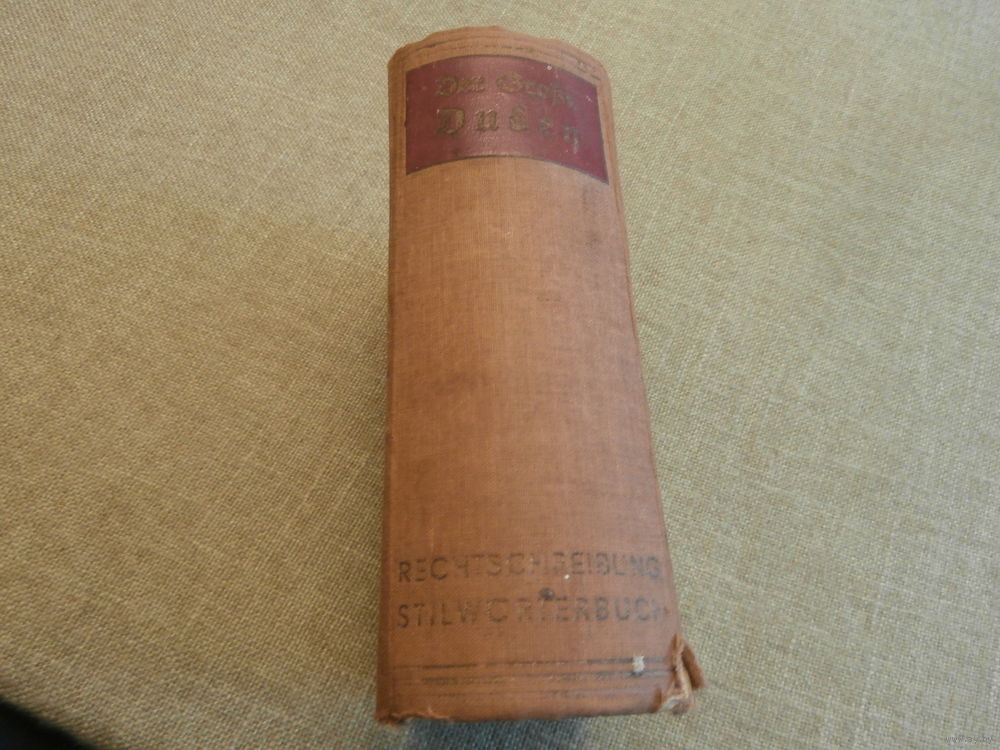 Der Große
Duden
RECHTSCHREIBUNG
STILWÖRTERBUCH